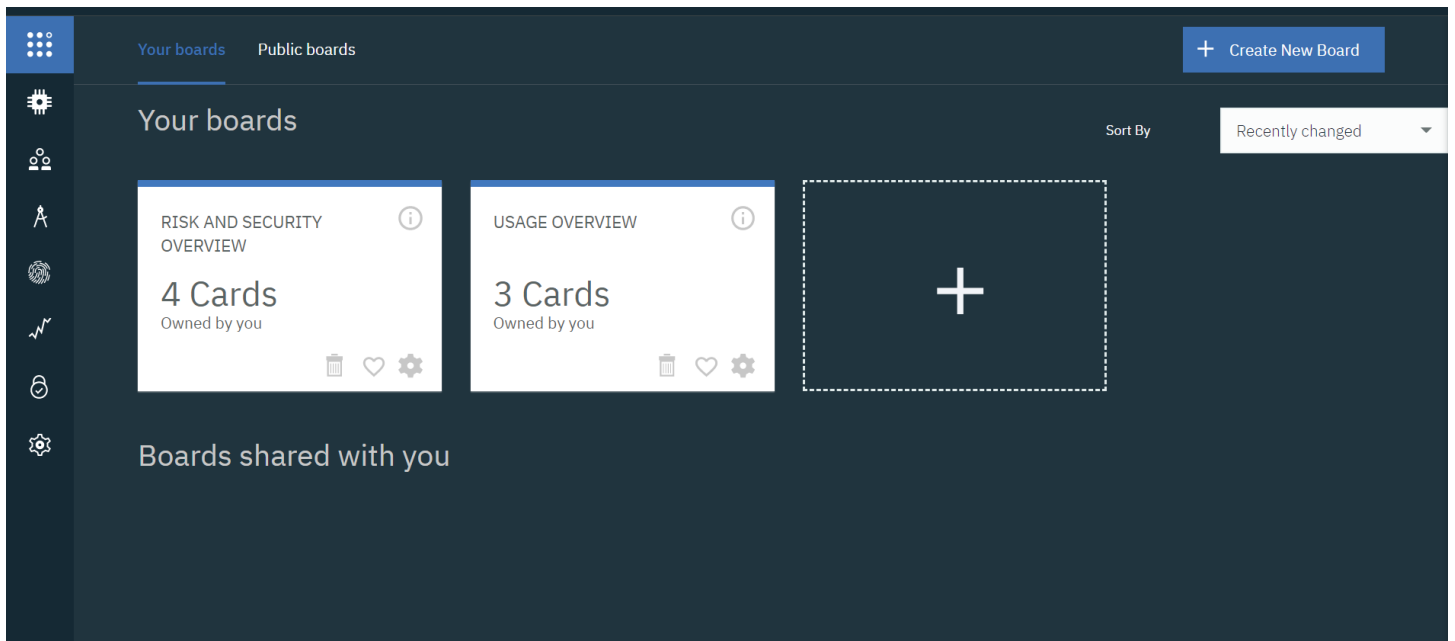 Your boards
Public boards
Create New Board
Your boards
Sort By
Recently changed
RISK AND SECURITY
OVERVIEW
4 Cards
Owned by you
USAGE OVERVIEW
3 Cards
Owned by you
Boards shared with you